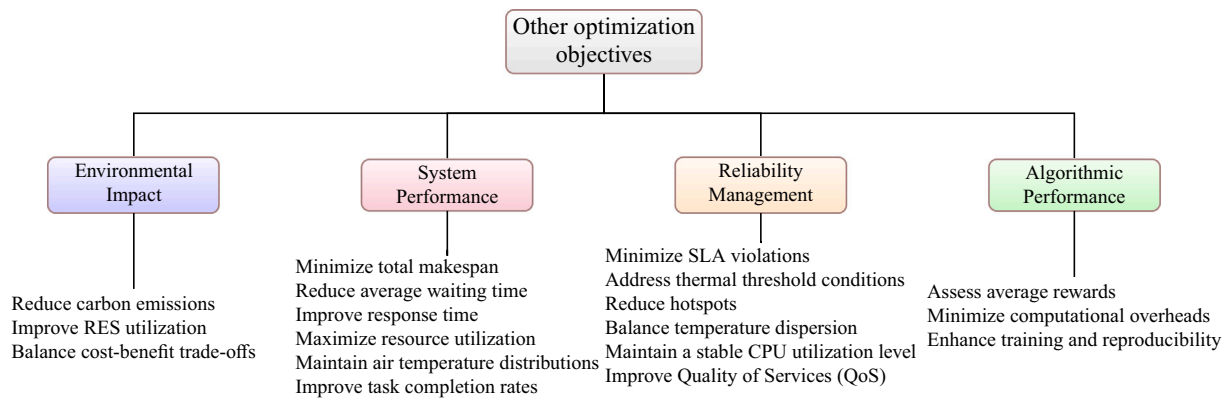 Other optimization
objectives
Environmental
Impact
System
Performance
Reliability
Management
Algorithmic
Performance
Reduce carbon emissions
Improve RES utilization
Balance cost-benefit trade-offs
Minimize total makespan
Reduce average waiting time
Improve response time
Maximize resource utilization
Maintain air temperature distributions
Improve task completion rates
Minimize SLA violations
Address thermal threshold conditions
Reduce hotspots
Balance temperature dispersion
Maintain a stable CPU utilization level
Improve Quality of Services (QoS)
Assess average rewards
Minimize computational overheads
Enhance training and reproducibility